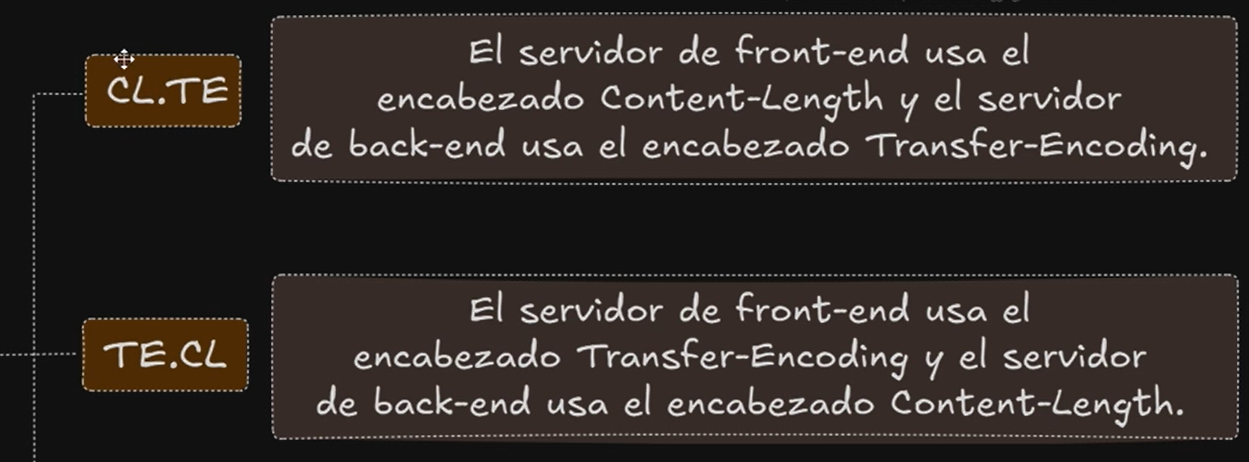 CL.TE
El servidor de front-end usa el
encabezado Content-Length y el servidor
de back-end usa el encabezado Transfer-Encoding.
TE.CL
El servidor de front-end usa el
encabezado Transfer-Encoding y el servidor
de back-end usa el encabezado Content-Length.